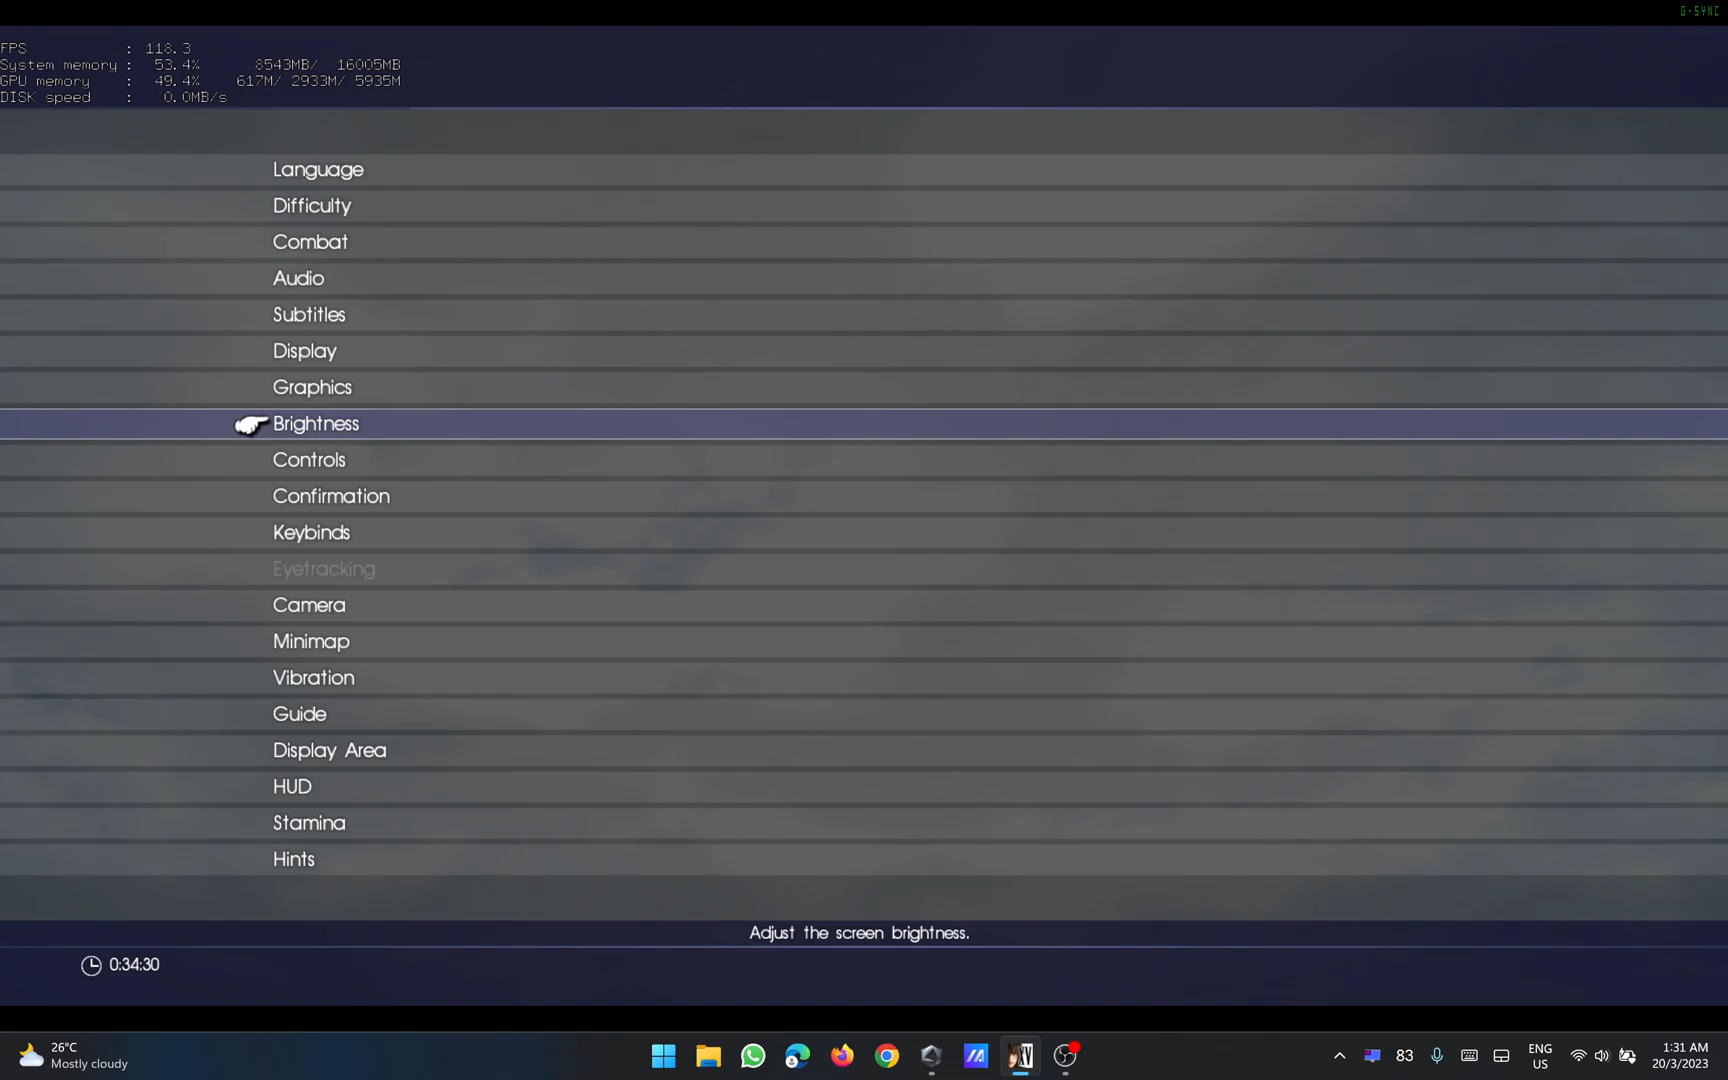 G-SYNC
FPS : 118.3
System memory : 53.4% 8543MB/ 16005MB
GPU memory : 49.4% 617M/ 2933M/ 5935M
DISK speed : 0.0MB/s
Language
Difficulty
Combat
Audio
Subtitles
Display
Graphics
Brightness
Controls
Confirmation
Keybinds
Eyetracking
Camera
Minimap
Vibration
Guide
Display Area
HUD
Stamina
Hints
Adjust the screen brightness.
0:34:30
26°C
Mostly cloudy
XV
83
ENG
US
1:31 AM
20/3/2023